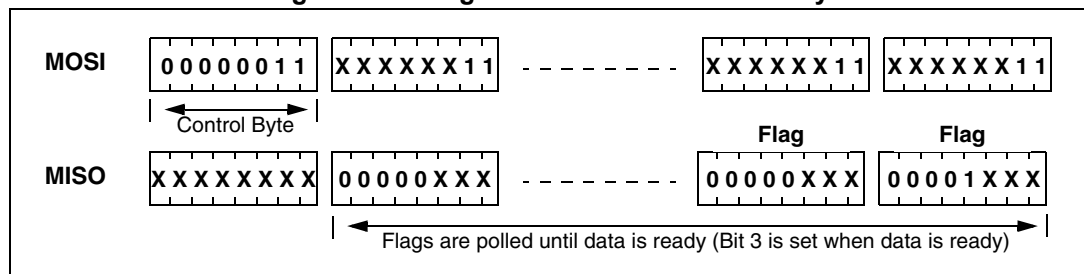 MOSI 0 0 0 0 0 0 1 1 X X X X X X 1 1 X X X X X X 1 1 X X X X X X 1 1
Control Byte
Flag Flag
MISO X X X X X X X X 0 0 0 0 0 X X X 0 0 0 0 0 X X X 0 0 0 0 1 X X X
Flags are polled until data is ready (Bit 3 is set when data is ready)